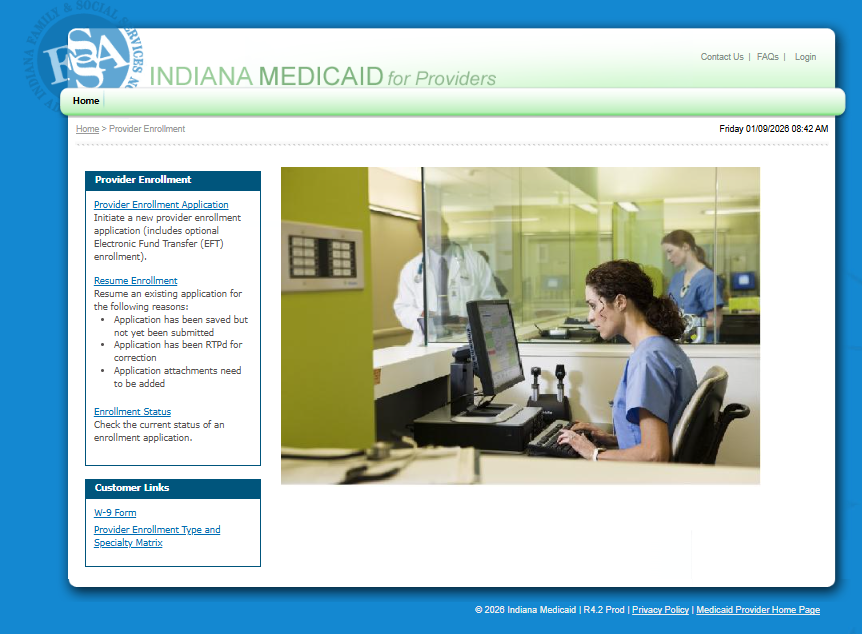 INDIANA FAMILY & SOCIAL SERVICES
FSSA
INDIANA MEDICAID for Providers
Contact Us | FAQs | Login
Home
Home > Provider Enrollment
Friday 01/09/2026 08:42 AM
Provider Enrollment
Provider Enrollment Application
Initiate a new provider enrollment
application (includes optional
Electronic Fund Transfer (EFT)
enrollment).
Resume Enrollment
Resume an existing application for
the following reasons:
• Application has been saved but
not yet been submitted
• Application has been RTPd for
correction
• Application attachments need
to be added
Enrollment Status
Check the current status of an
enrollment application.
Customer Links
W-9 Form
Provider Enrollment Type and
Specialty Matrix
© 2026 Indiana Medicaid | R4.2 Prod | Privacy Policy | Medicaid Provider Home Page